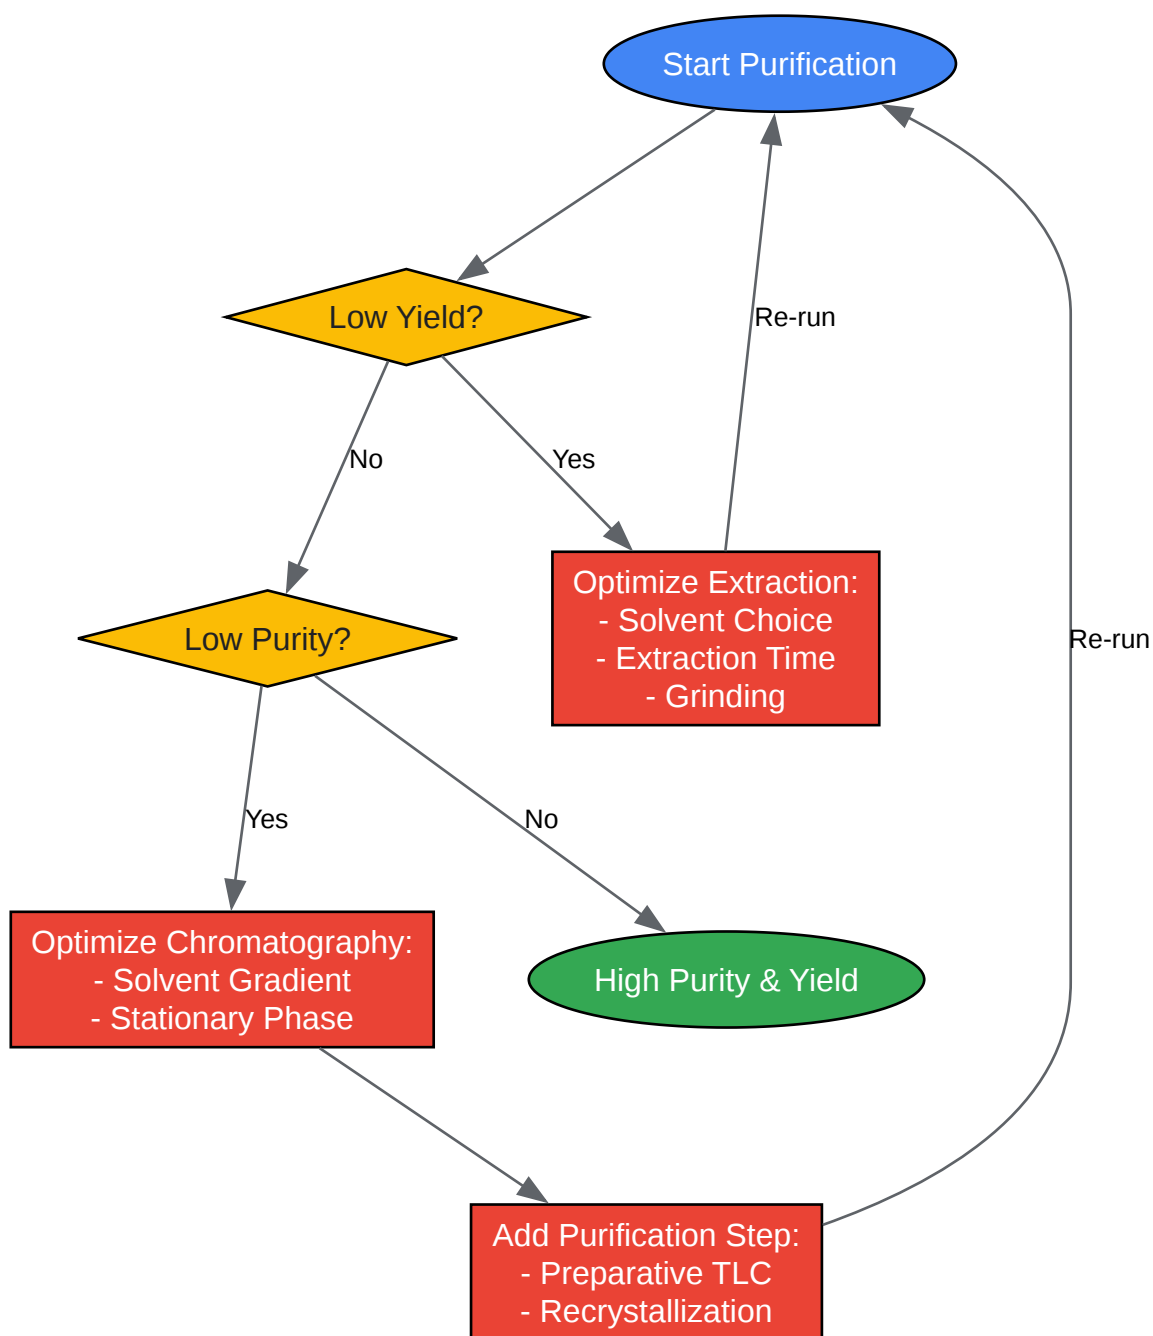 Start Purification
Low Yield?
Re-run
No
Yes
Optimize Extraction:
- Solvent Choice
- Extraction Time
- Grinding
Low Purity?
Re-run
Yes
No
Optimize Chromatography:
- Solvent Gradient
- Stationary Phase
High Purity & Yield
Add Purification Step:
- Preparative TLC
- Recrystallization